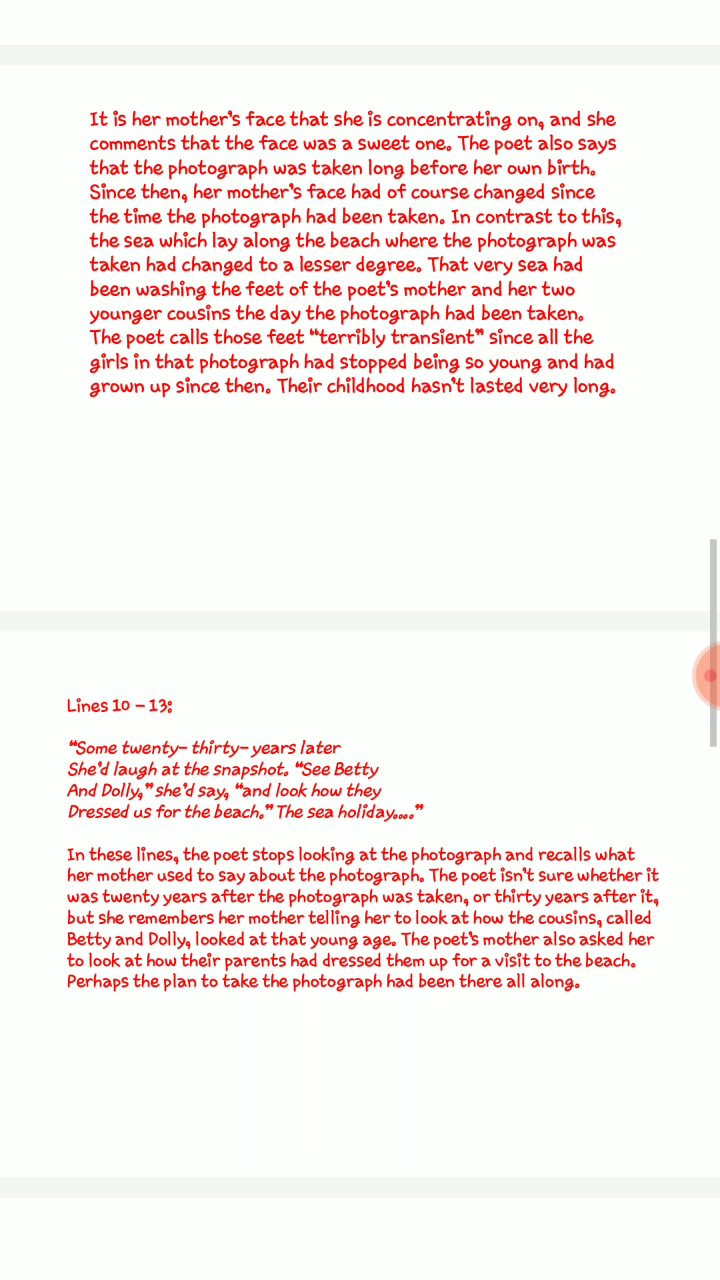 It is her mother's face that she is concentrating on, and she
comments that the face was a sweet one. The poet also says
that the photograph was taken long before her own birth.
Since then, her mother's face had of course changed since
the time the photograph had been taken. In contrast to this,
the sea which lay along the beach where the photograph was
taken had changed to a lesser degree. That very sea had
been washing the feet of the poet's mother and her two
younger cousins the day the photograph had been taken.
The poet calls those feet “terribly transient” since all the
girls in that photograph had stopped being so young and had
grown up since then. Their childhood hasn't lasted very long.
Lines 10 – 13:
“Some twenty- thirty- years later
She'd laugh at the snapshot. “See Betty
And Dolly,” she'd say, “and look how they
Dressed us for the beach.” The sea holiday....”
In these lines, the poet stops looking at the photograph and recalls what
her mother used to say about the photograph. The poet isn't sure whether it
was twenty years after the photograph was taken, or thirty years after it,
but she remembers her mother telling her to look at how the cousins, called
Betty and Dolly, looked at that young age. The poet's mother also asked her
to look at how their parents had dressed them up for a visit to the beach.
Perhaps the plan to take the photograph had been there all along.